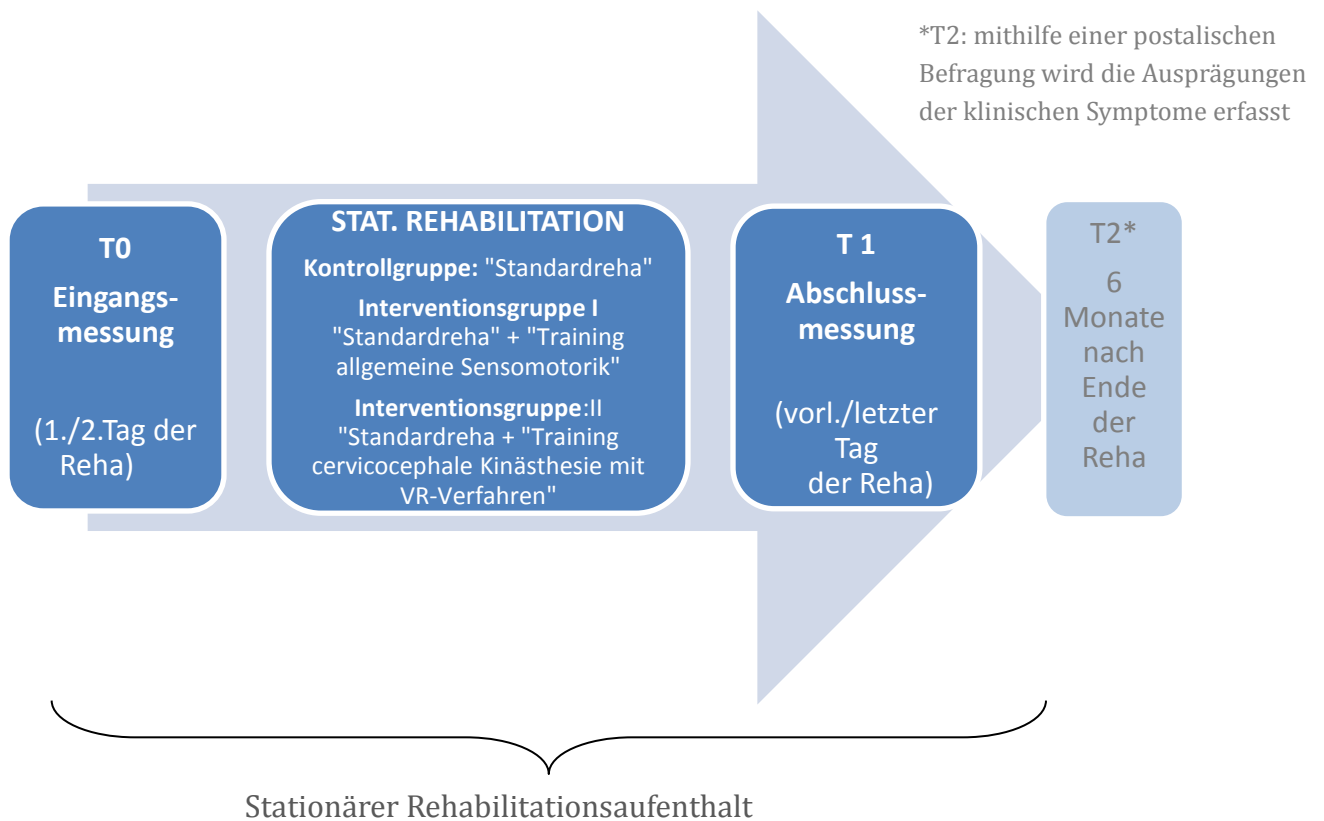 *T2: mithilfe einer postalischen
Befragung wird die Ausprägungen
der klinischen Symptome erfasst
T0
Eingangs-
messung
(1./2.Tag der
Reha)
STAT. REHABILITATION
Kontrollgruppe: "Standardreha"
Interventionsgruppe I
"Standardreha" + "Training
allgemeine Sensomotorik"
Interventionsgruppe:II
"Standardreha + "Training
cervicocephale Kinästhesie mit
VR-Verfahren"
T 1
Abschluss-
messung
(vorl./letzter
Tag
der Reha)
T2*
6
Monate
nach
Ende
der
Reha
Stationärer Rehabilitationsaufenthalt